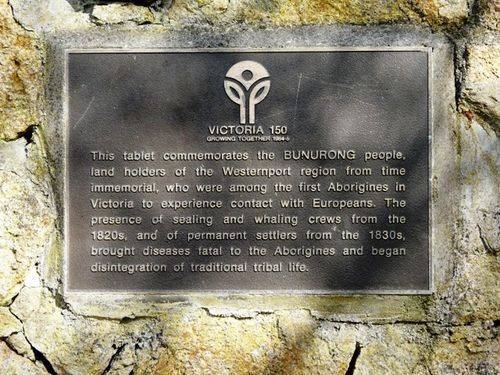 VICTORIA 150
GROWING TOGETHER 1984-5
This tablet commemorates the BUNURONG people,
land holders of the Westernport region from time
immemorial, who were among the first Aborigines in
Victoria to experience contact with Europeans. The
presence of sealing and whaling crews from the
1820s, and of permanent settlers from the 1830s,
brought diseases fatal to the Aborigines and began
disintegration of traditional tribal life.